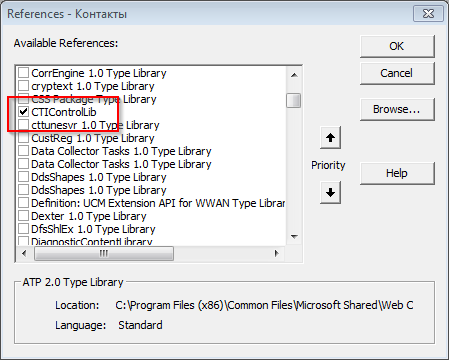 References - Контакты
Available References:
OK
CorrEngine 1.0 Type Library
cryptext 1.0 Type Library
Cancel
CSS Package Type Library
CTIControlLib
Browse...
cttunesvr 1.0 Type Library
CustReg 1.0 Type Library
Data Collector Tasks 1.0 Type Library
Data Collector Tasks 1.0 Type Library
Priority
Help
DdsShapes 1.0 Type Library
DdsShapes 1.0 Type Library
Definition: UCM Extension API for WWAN Type Librar
Dexter 1.0 Type Library
DfsShlEx 1.0 Type Library
DiagnosticContentLibrary
ATP 2.0 Type Library
Location: C:\Program Files (x86)\Common Files\Microsoft Shared\Web C
Language: Standard